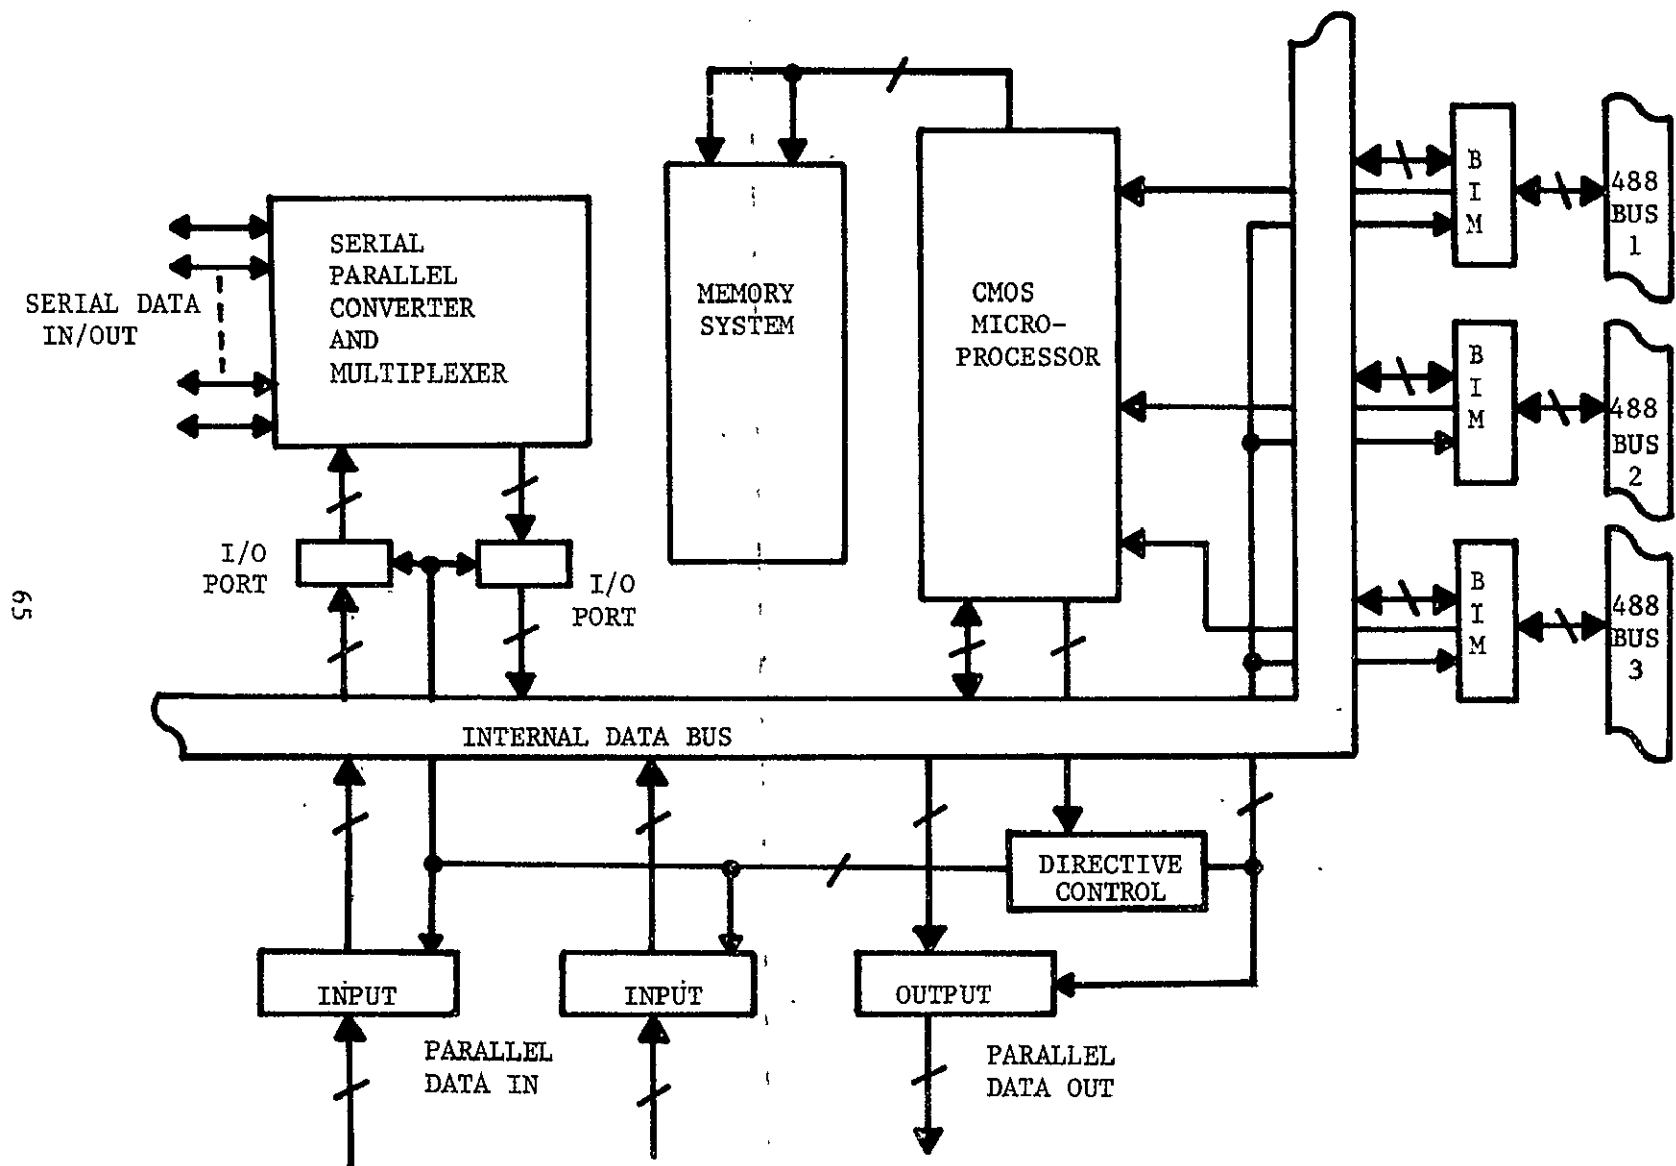 SERIAL
PARALLEL
CONVERTER
AND
MULTIPLEXER
SERIAL DATA
IN/OUT
MEMORY
SYSTEM
CMOS
MICRO-
PROCESSOR
B
I
M
488
BUS
1
B
I
M
488
BUS
2
B
I
M
488
BUS
3
I/O
PORT
I/O
PORT
65
INTERNAL DATA BUS
DIRECTIVE
CONTROL
INPUT
INPUT
OUTPUT
PARALLEL
DATA IN
PARALLEL
DATA OUT